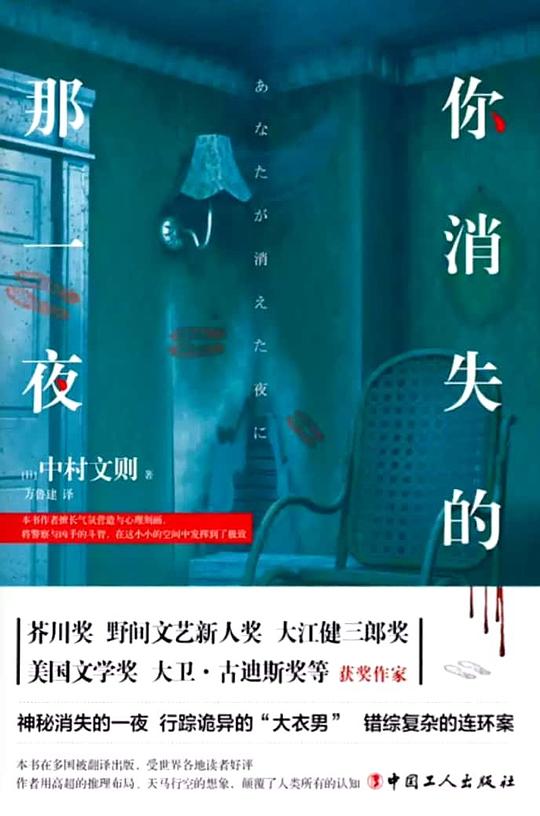 你消失的
那一夜
あなたが消えた夜に
[日]中村文则 著
万鲁建 译
本书作者擅长气氛营造与心理刻画,
将警察与凶手的斗智,在这小小的空间中发挥到了极致
芥川奖 野间文艺新人奖 大江健三郎奖
美国文学奖 大卫·古迪斯奖等 获奖作家
神秘消失的一夜 行踪诡异的“大衣男” 错综复杂的连环案
本书在多国被翻译出版,受世界各地读者好评
作者用高超的推理布局、天马行空的想象,颠覆了人类所有的认知
中国工人出版社